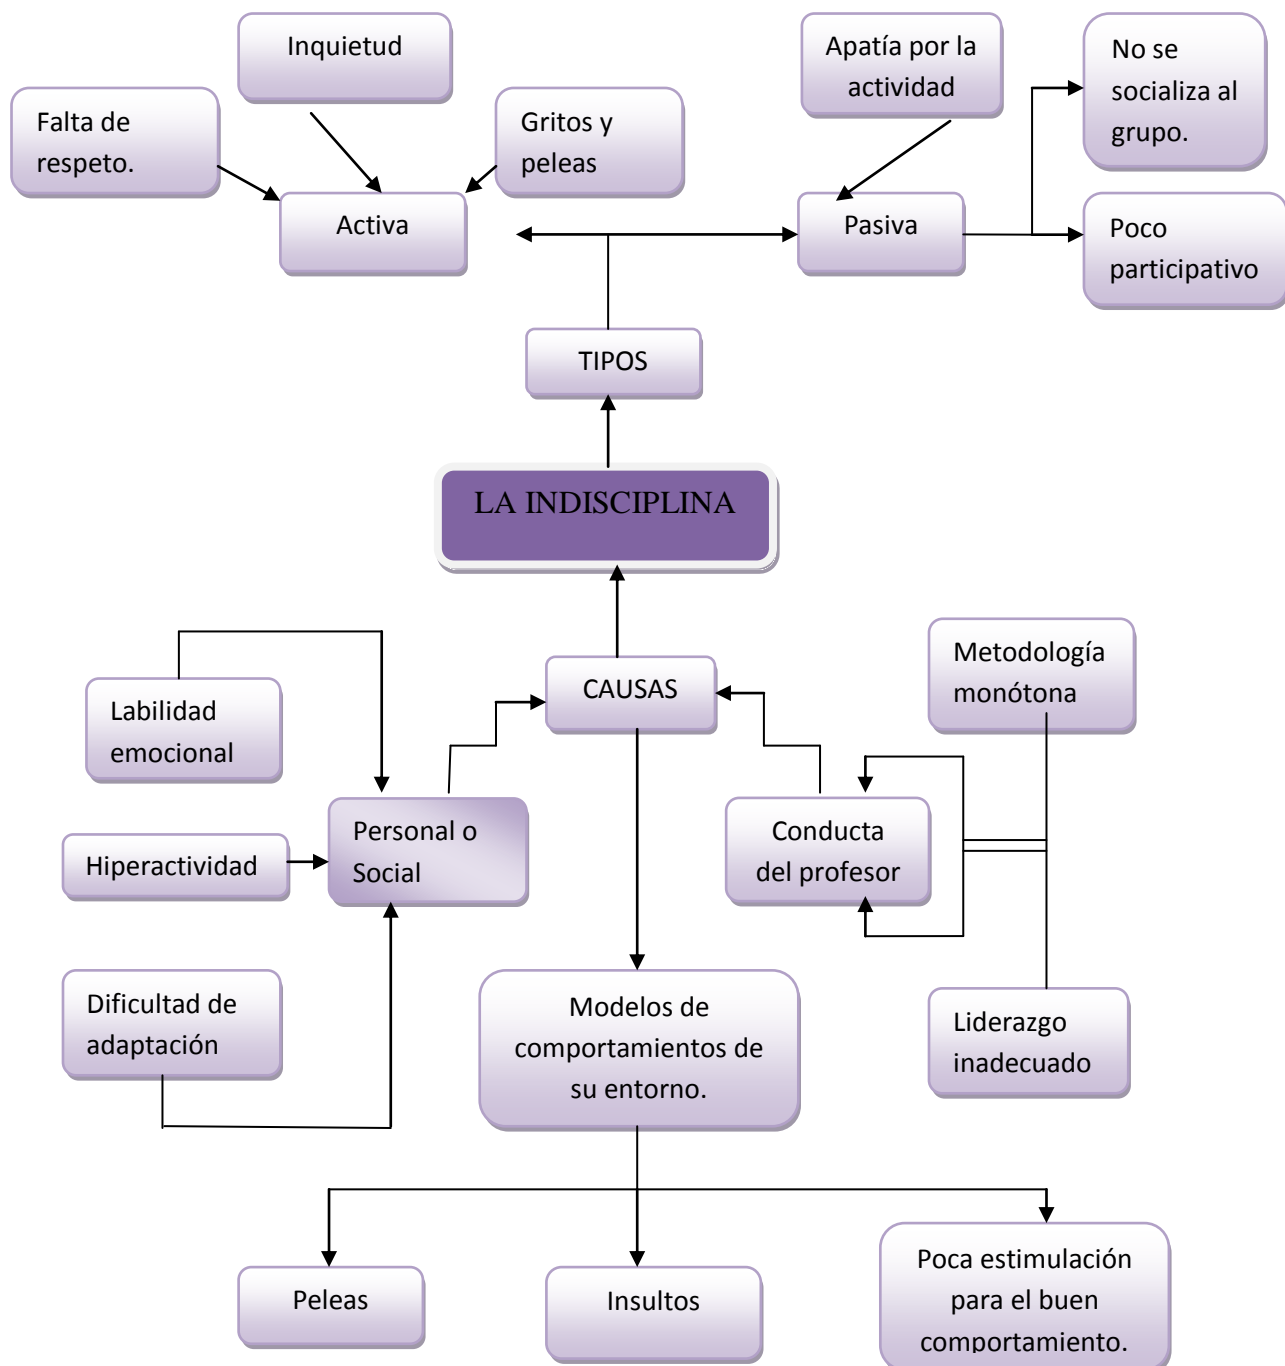 Inquietud
Apatía por la
actividad
No se
socializa al
grupo.
Falta de
respeto.
Gritos y
peleas
Activa
Pasiva
Poco
participativo
TIPOS
LA INDISCIPLINA
CAUSAS
Metodología
monótona
Labilidad
emocional
Personal o
Social
Conducta
del profesor
Hiperactividad
Dificultad de
adaptación
Modelos de
comportamientos de
su entorno.
Liderazgo
inadecuado
Peleas
Insultos
Poca estimulación
para el buen
comportamiento.